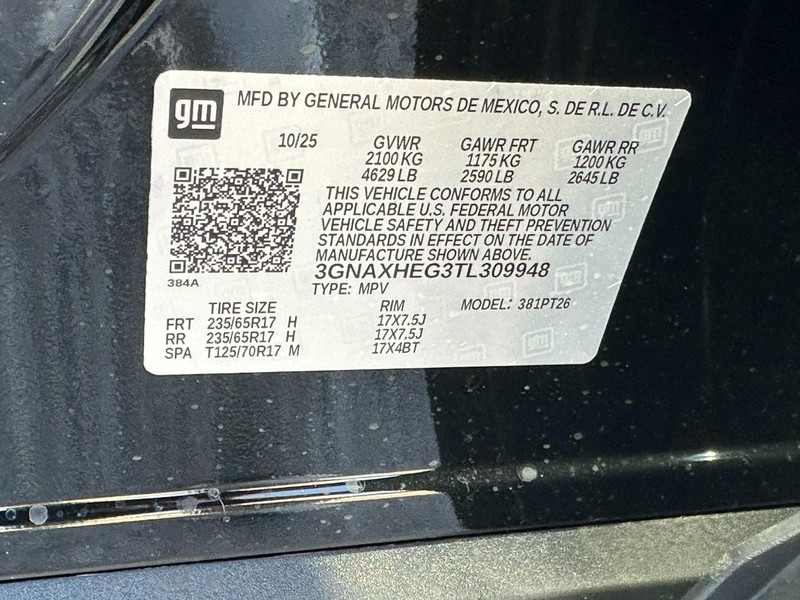 gm
MFD BY GENERAL MOTORS DE MEXICO, S. DE R.L. DE C.V.
10/25 GVWR GAWR FRT GAWR RR
2100 KG 1175 KG 1200 KG
4629 LB 2590 LB 2645 LB
THIS VEHICLE CONFORMS TO ALL
APPLICABLE U.S. FEDERAL MOTOR
VEHICLE SAFETY AND THEFT PREVENTION
STANDARDS IN EFFECT ON THE DATE OF
MANUFACTURE SHOWN ABOVE.
3GNAXHEG3TL309948
384A
TYPE: MPV
TIRE SIZE RIM MODEL: 381PT26
FRT 235/65R17 H 17X7.5J
RR 235/65R17 H 17X7.5J
SPA T125/70R17 M 17X4BT